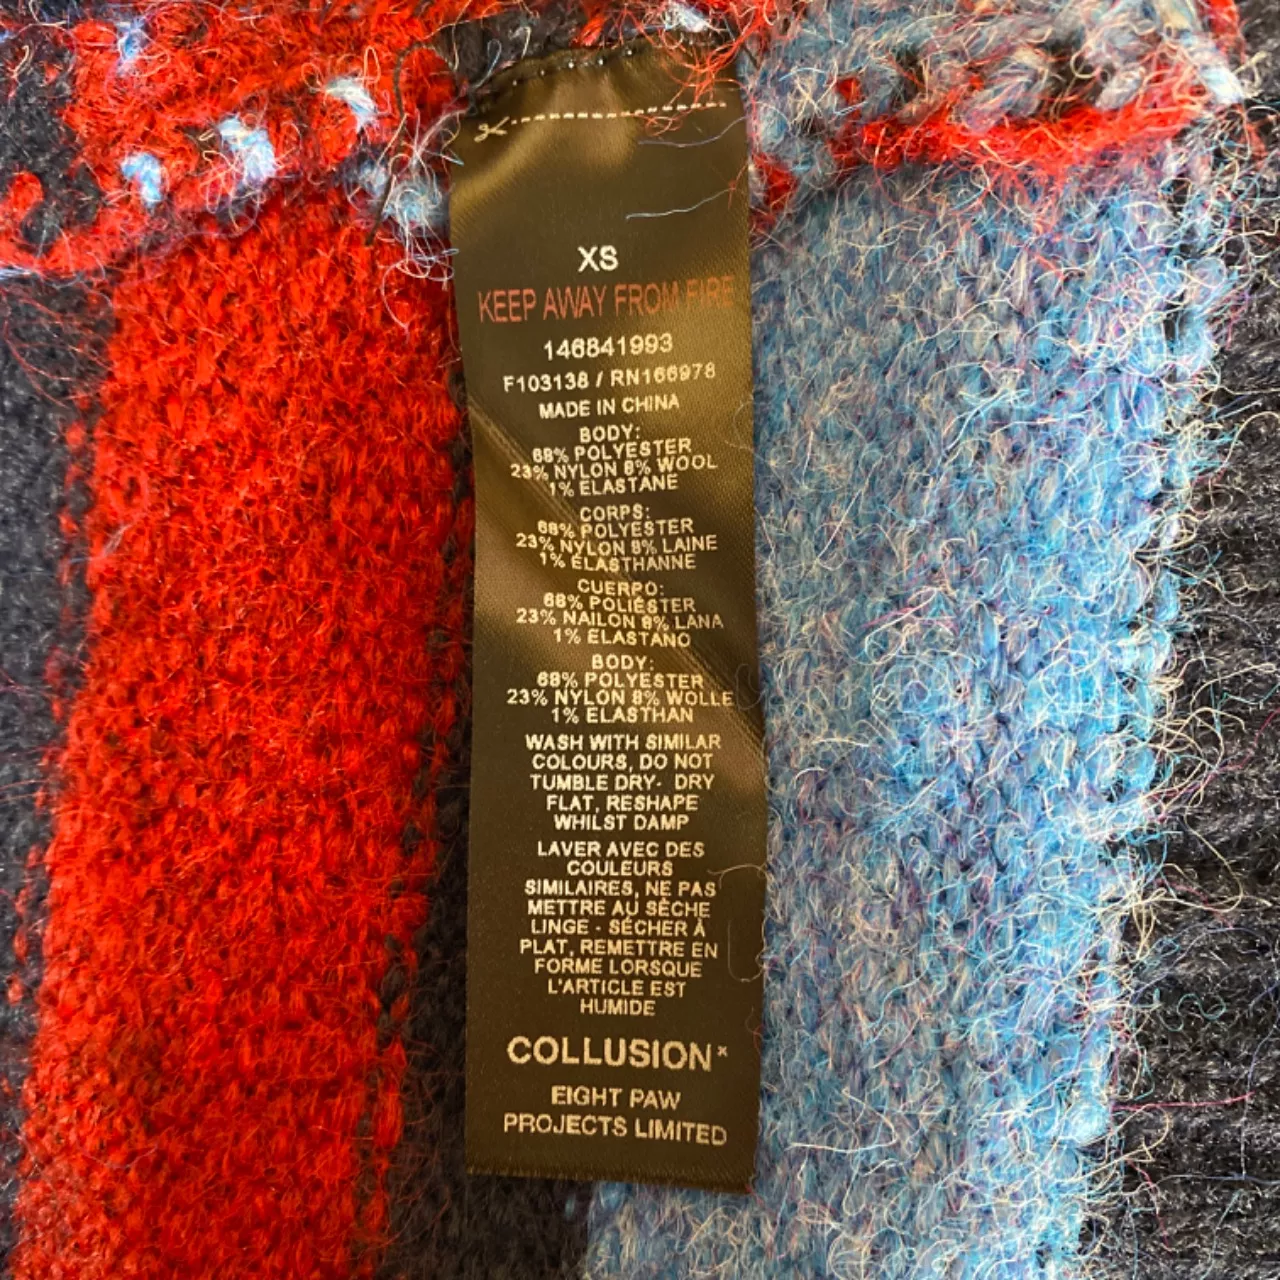 XS
KEEP AWAY FROM FIRE
146841993
F103138 / RN166978
MADE IN CHINA
BODY:
68% POLYESTER
23% NYLON 8% WOOL
1% ELASTANE
CORPS:
68% POLYESTER
23% NYLON 8% LAINE
1% ELASTHANNE
CUERPO:
68% POLIÉSTER
23% NAILON 8% LANA
1% ELASTANO
BODY:
68% POLYESTER
23% NYLON 8% WOLLE
1% ELASTHAN
WASH WITH SIMILAR
COLOURS, DO NOT
TUMBLE DRY- DRY
FLAT, RESHAPE
WHILST DAMP
LAVER AVEC DES
COULEURS
SIMILAIRES, NE PAS
METTRE AU SÈCHE
LINGE - SÉCHER À
PLAT, REMETTRE EN
FORME LORSQUE
L'ARTICLE EST
HUMIDE
COLLUSION×
EIGHT PAW
PROJECTS LIMITED